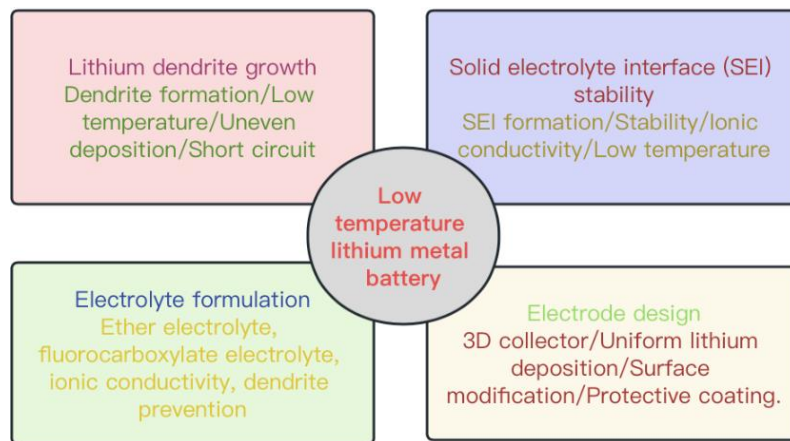 Lithium dendrite growth
Dendrite formation/Low
temperature/Uneven
deposition/Short circuit
Solid electrolyte interface (SEI)
stability
SEI formation/Stability/Ionic
conductivity/Low temperature
Low
temperature
lithium metal
battery
Electrolyte formulation
Ether electrolyte,
fluorocarboxylate electrolyte,
ionic conductivity, dendrite
prevention
Electrode design
3D collector/Uniform lithium
deposition/Surface
modification/Protective coating.